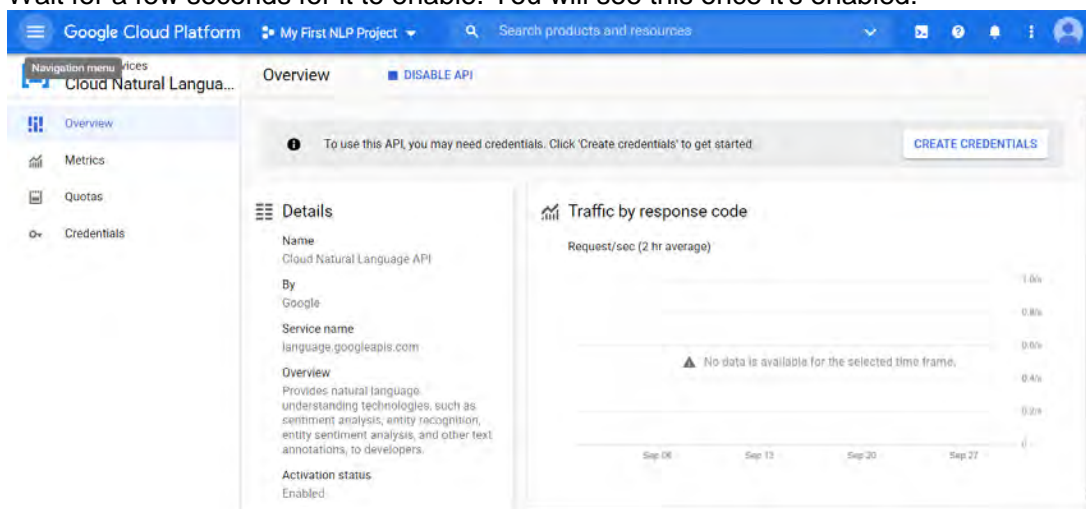 Wait for a few seconds for it to enable. You will see this once it's enabled.
Google Cloud Platform
My First NLP Project
Search products and resources
Navigation menu
vices
Cloud Natural Langua...
Overview
DISABLE API
Overview
Metrics
Quotas
Credentials
To use this API, you may need credentials. Click 'Create credentials' to get started.
CREATE CREDENTIALS
Details
Name
Cloud Natural Language API
By
Google
Service name
language.googleapis.com
Overview
Provides natural language
understanding technologies, such as
sentiment analysis, entity recognition,
entity sentiment analysis, and other text
annotations, to developers.
Activation status
Enabled
Traffic by response code
Request/sec (2 hr average)
1.0/s
0.8/s
0.6/s
No data is available for the selected time frame.
0.4/s
0.2/s
0
Sep 06
Sep 13
Sep 20
Sep 27